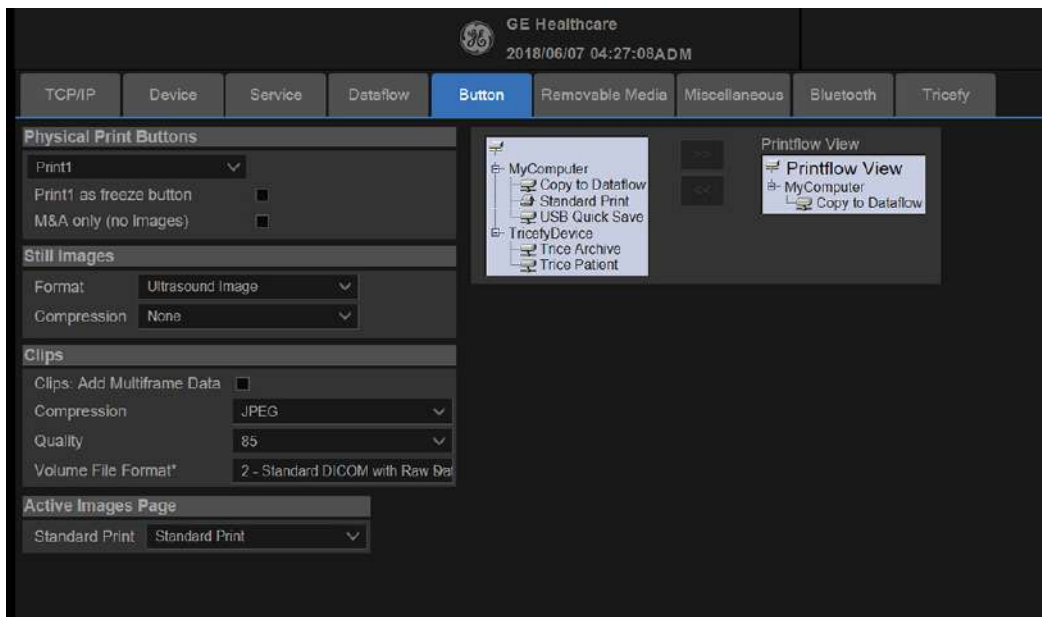 GE Healthcare
2018/06/07 04:27:08ADM
TCP/IP Device Service Dataflow Button Removable Media Miscellaneous Bluetooth Tricefy
Physical Print Buttons
Print1
Print1 as freeze button
M&A only (no images)
Still Images
Format Ultrasound Image
Compression None
Clips
Clips: Add Multiframe Data
Compression JPEG
Quality 85
Volume File Format* 2 - Standard DICOM with Raw Dat
Active Images Page
Standard Print Standard Print
MyComputer
Copy to Dataflow
Standard Print
USB Quick Save
TricefyDevice
Trice Archive
Trice Patient
>>
<<
Printflow View
Printflow View
MyComputer
Copy to Dataflow